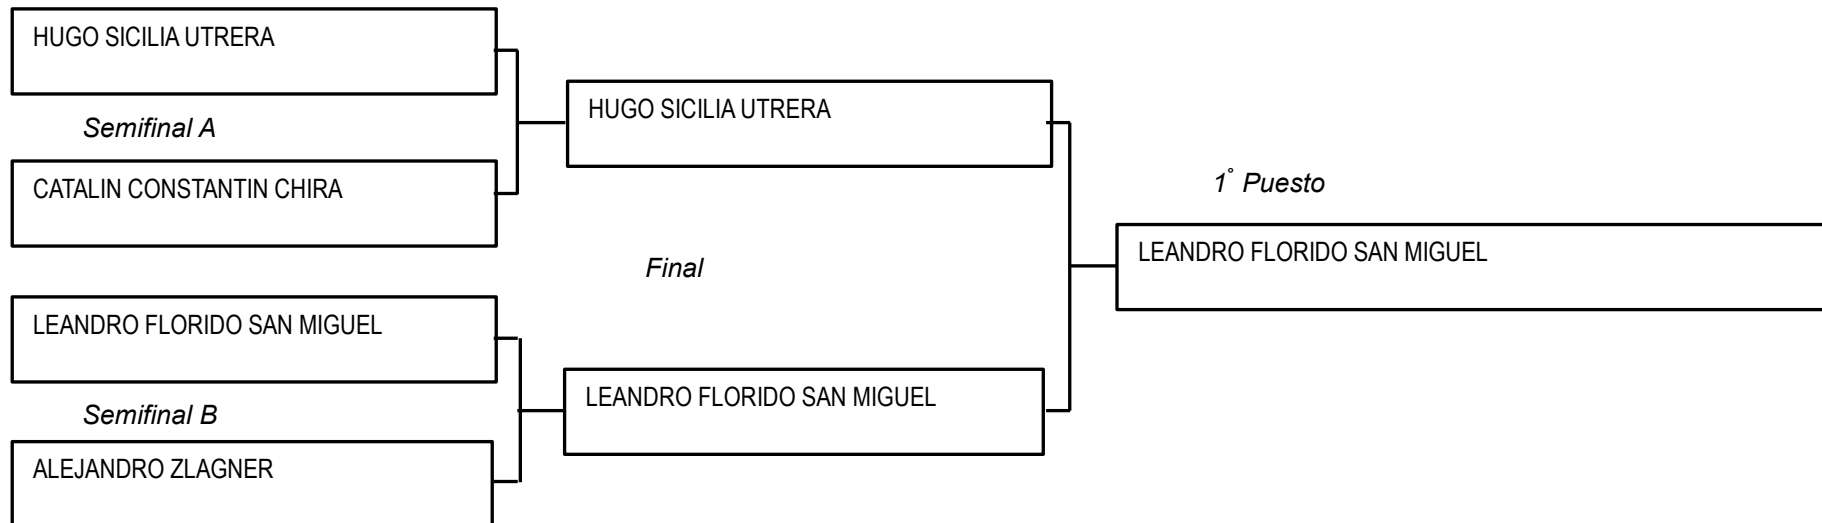 HUGO SICILIA UTRERA
Semifinal A
CATALIN CONSTANTIN CHIRA
LEANDRO FLORIDO SAN MIGUEL
Semifinal B
ALEJANDRO ZLAGNER
HUGO SICILIA UTRERA
Final
LEANDRO FLORIDO SAN MIGUEL
1° Puesto
LEANDRO FLORIDO SAN MIGUEL